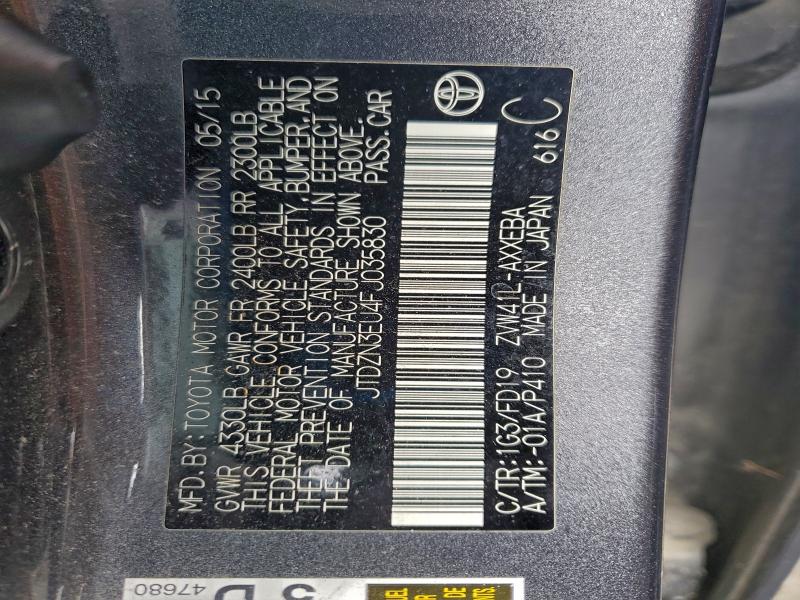 MFD.BY:TOYOTA MOTOR CORPORATION 05/15
GVWR 4330LB GAWR FR 2400LB RR 2300LB
THIS VEHICLE CONFORMS TO ALL APPLICABLE
FEDERAL MOTOR VEHICLE SAFETY,BUMPER,AND
THEFT PREVENTION STANDARDS IN EFFECT ON
THE DATE OF MANUFACTURE SHOWN ABOVE.
JTDZN3EU4FJ035830 PASS.CAR
C/TR:1G3/FD19 ZVW41L-AXXEBA
A/TM:-01A/P410 MADE IN JAPAN 616 C
47680
DE